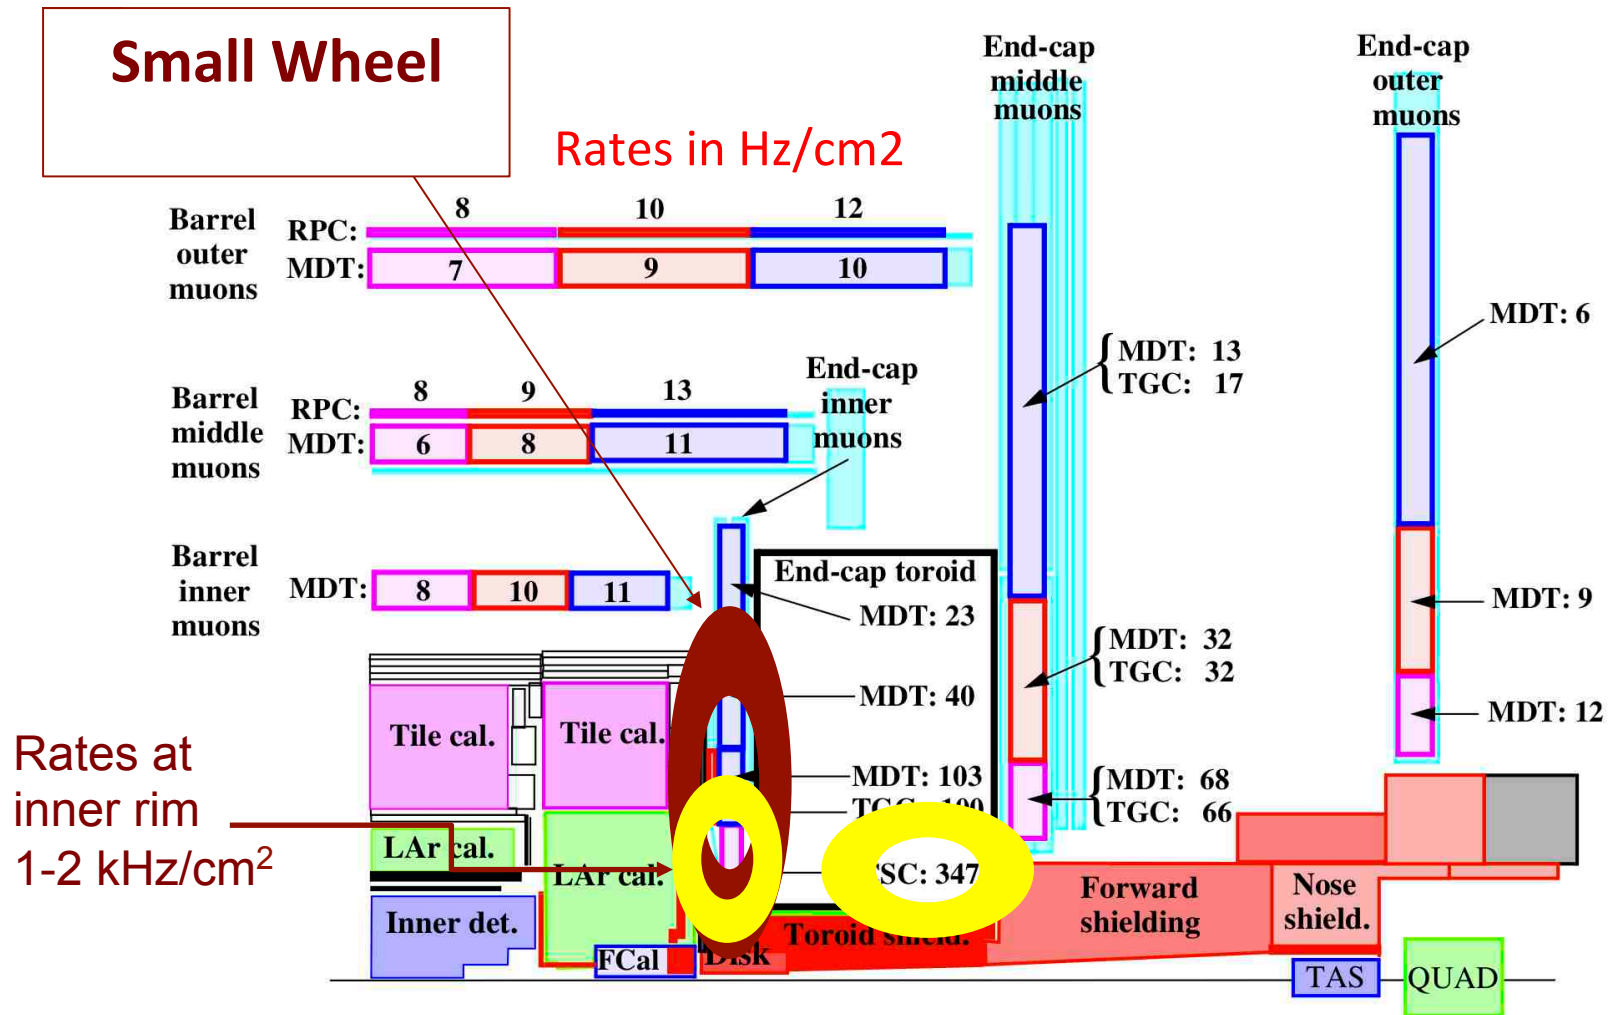 Small Wheel
Rates in Hz/cm2
End-cap
middle
muons
End-cap
outer
muons
Barrel
outer
muons
RPC:
8
10
12
MDT:
7
9
10
Barrel
middle
muons
RPC:
8
9
13
MDT:
6
8
11
End-cap
inner
muons
Barrel
inner
muons
MDT:
8
10
11
End-cap toroid
MDT: 23
MDT: 40
MDT: 103
MDT: 13
TGC: 17
MDT: 32
TGC: 32
MDT: 68
TGC: 66
MDT: 6
MDT: 9
MDT: 12
Tile cal.
Tile cal.
LAr cal.
LAr cal.
Inner det.
FCal
SC: 347
Toroid shield.
Disk
Forward
shielding
Nose
shield.
TAS
QUAD
Rates at
inner rim
1-2 kHz/cm²